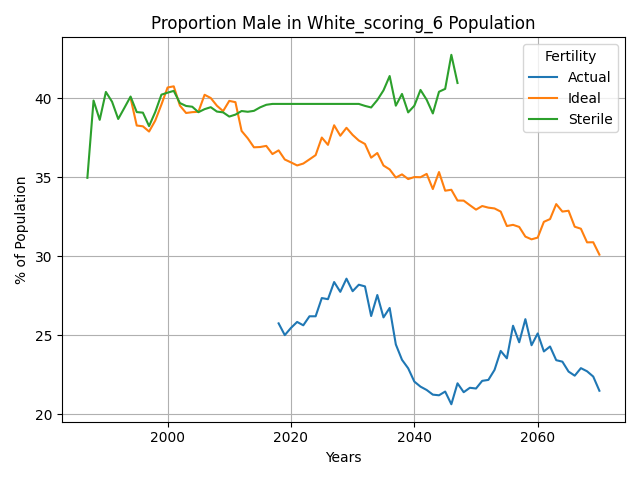 Proportion Male in White_scoring_6 Population
Fertility
Actual
Ideal
Sterile
% of Population
40
35
30
25
20
2000
2020
2040
2060
Years